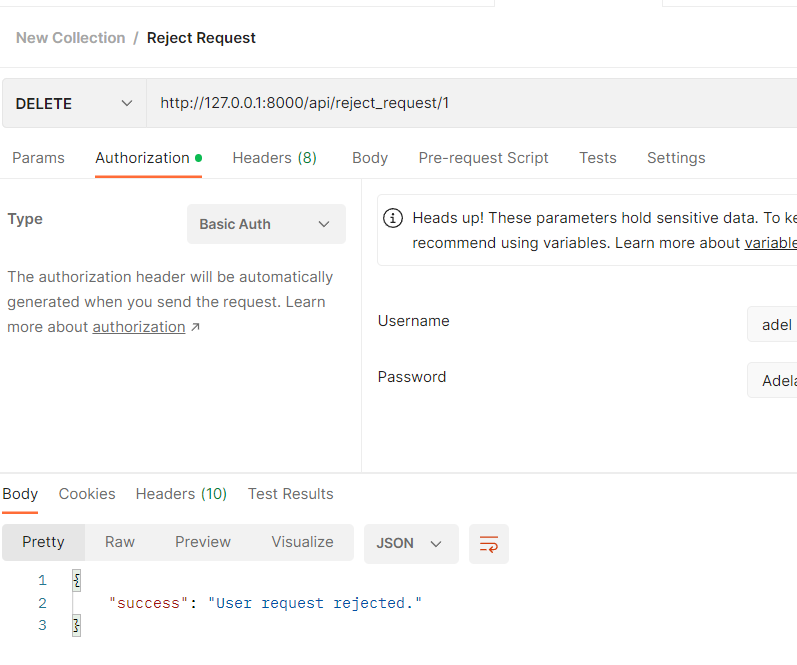 New Collection / Reject Request
DELETE http://127.0.0.1:8000/api/reject_request/1
Params Authorization Headers (8) Body Pre-request Script Tests Settings
Type Basic Auth
The authorization header will be automatically
generated when you send the request. Learn
more about authorization ↗
Heads up! These parameters hold sensitive data. To ke
recommend using variables. Learn more about variable
Username adel
Password Adela
Body Cookies Headers (10) Test Results
Pretty Raw Preview Visualize JSON
1 {
2 "success": "User request rejected."
3 }